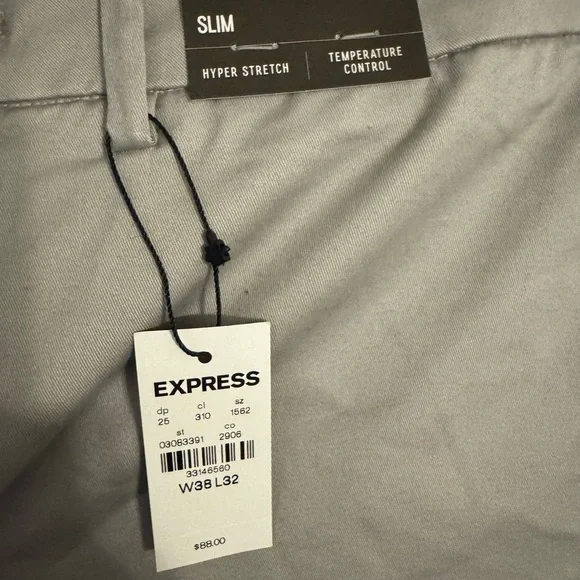 SLIM
HYPER STRETCH
TEMPERATURE
CONTROL
EXPRESS
dp cl sz
25 310 1562
st co
03083391 2906
33146560
W38 L32
$88.00